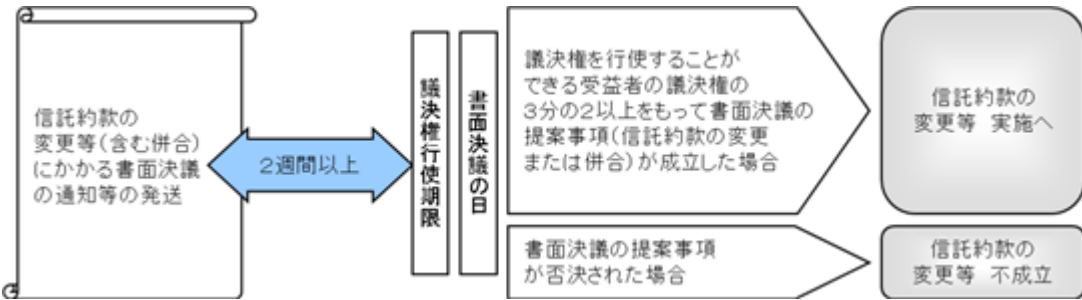 信託約款の
変更等(含む併合)
にかかる書面決議
の通知等の発送
2週間以上
議決権行使期限
書面決議の日
議決権を行使することが
できる受益者の議決権の
3分の2以上をもって書面決議の
提案事項(信託約款の変更
または併合)が成立した場合
信託約款の
変更等 実施へ
書面決議の提案事項
が否決された場合
信託約款の
変更等 不成立